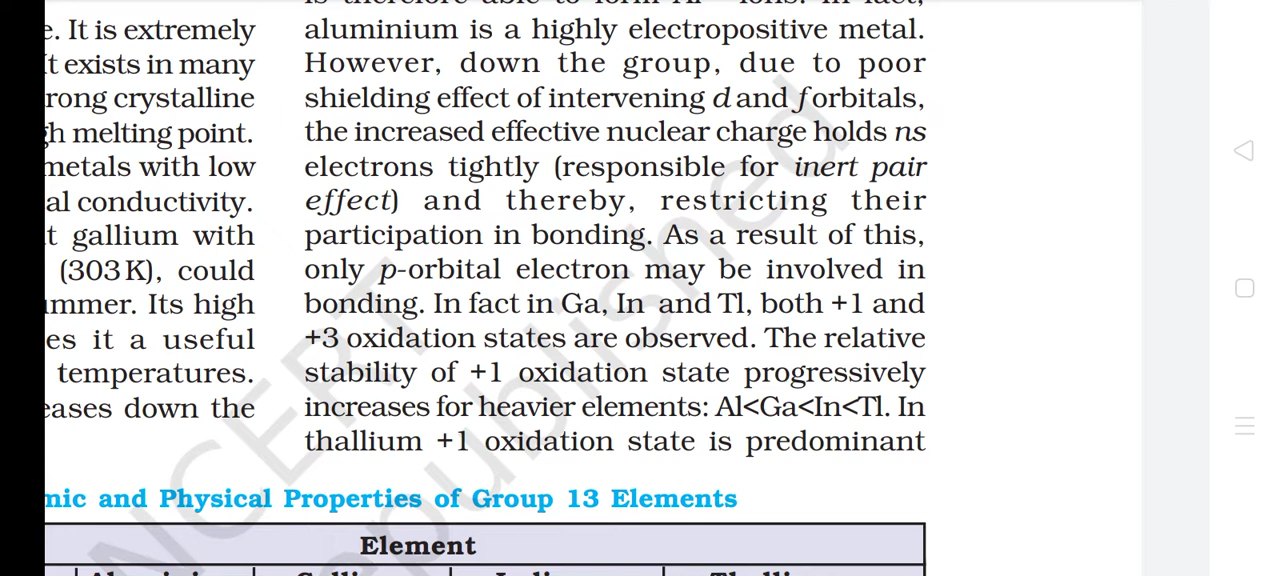 e. It is extremely
It exists in many
rong crystalline
gh melting point.
metals with low
al conductivity.
t gallium with
(303 K), could
ummer. Its high
es it a useful
temperatures.
eases down the
aluminium is a highly electropositive metal.
However, down the group, due to poor
shielding effect of intervening d and f orbitals,
the increased effective nuclear charge holds ns
electrons tightly (responsible for inert pair
effect) and thereby, restricting their
participation in bonding. As a result of this,
only p-orbital electron may be involved in
bonding. In fact in Ga, In and Tl, both +1 and
+3 oxidation states are observed. The relative
stability of +1 oxidation state progressively
increases for heavier elements: Al<Ga<In<Tl. In
thallium +1 oxidation state is predominant
mic and Physical Properties of Group 13 Elements
Element
NCERT
republished